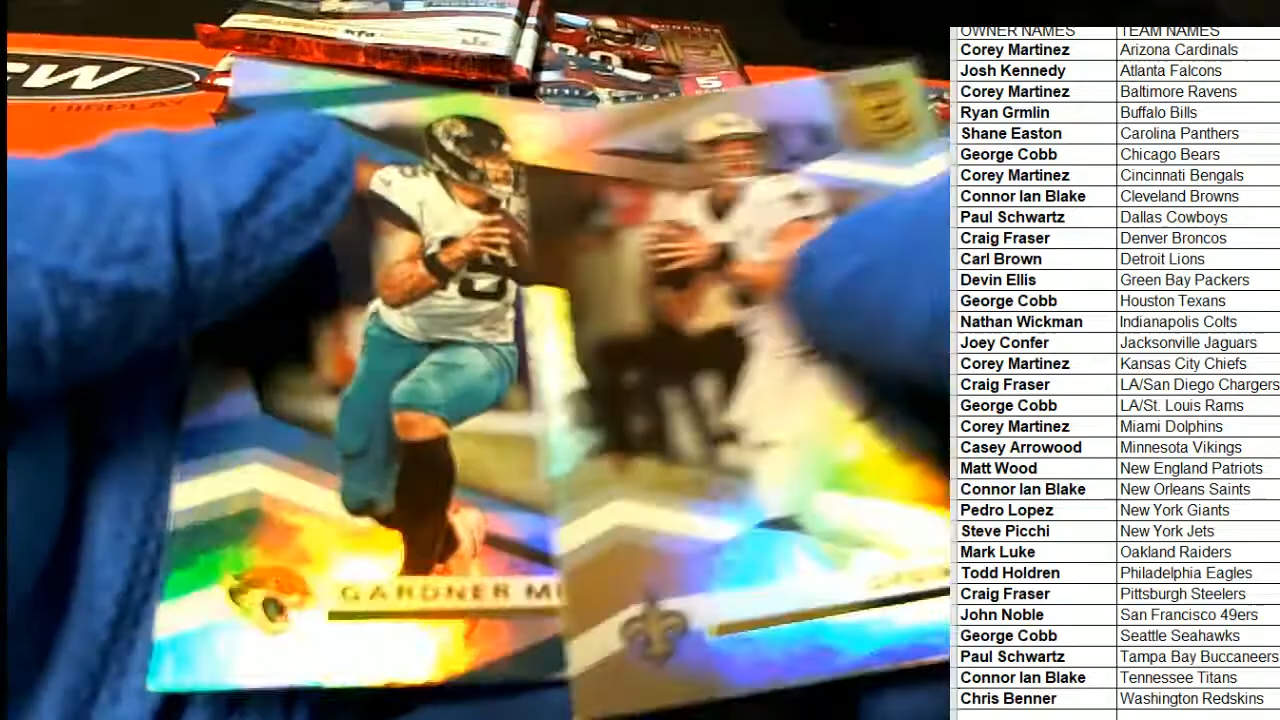 CW
FIREPLAY
5
GARDNER MI
OWNER NAMES TEAM NAMES
Corey Martinez Arizona Cardinals
Josh Kennedy Atlanta Falcons
Corey Martinez Baltimore Ravens
Ryan Grmlin Buffalo Bills
Shane Easton Carolina Panthers
George Cobb Chicago Bears
Corey Martinez Cincinnati Bengals
Connor Ian Blake Cleveland Browns
Paul Schwartz Dallas Cowboys
Craig Fraser Denver Broncos
Carl Brown Detroit Lions
Devin Ellis Green Bay Packers
George Cobb Houston Texans
Nathan Wickman Indianapolis Colts
Joey Confer Jacksonville Jaguars
Corey Martinez Kansas City Chiefs
Craig Fraser LA/San Diego Chargers
George Cobb LA/St. Louis Rams
Corey Martinez Miami Dolphins
Casey Arrowood Minnesota Vikings
Matt Wood New England Patriots
Connor Ian Blake New Orleans Saints
Pedro Lopez New York Giants
Steve Picchi New York Jets
Mark Luke Oakland Raiders
Todd Holdren Philadelphia Eagles
Craig Fraser Pittsburgh Steelers
John Noble San Francisco 49ers
George Cobb Seattle Seahawks
Paul Schwartz Tampa Bay Buccaneers
Connor Ian Blake Tennessee Titans
Chris Benner Washington Redskins